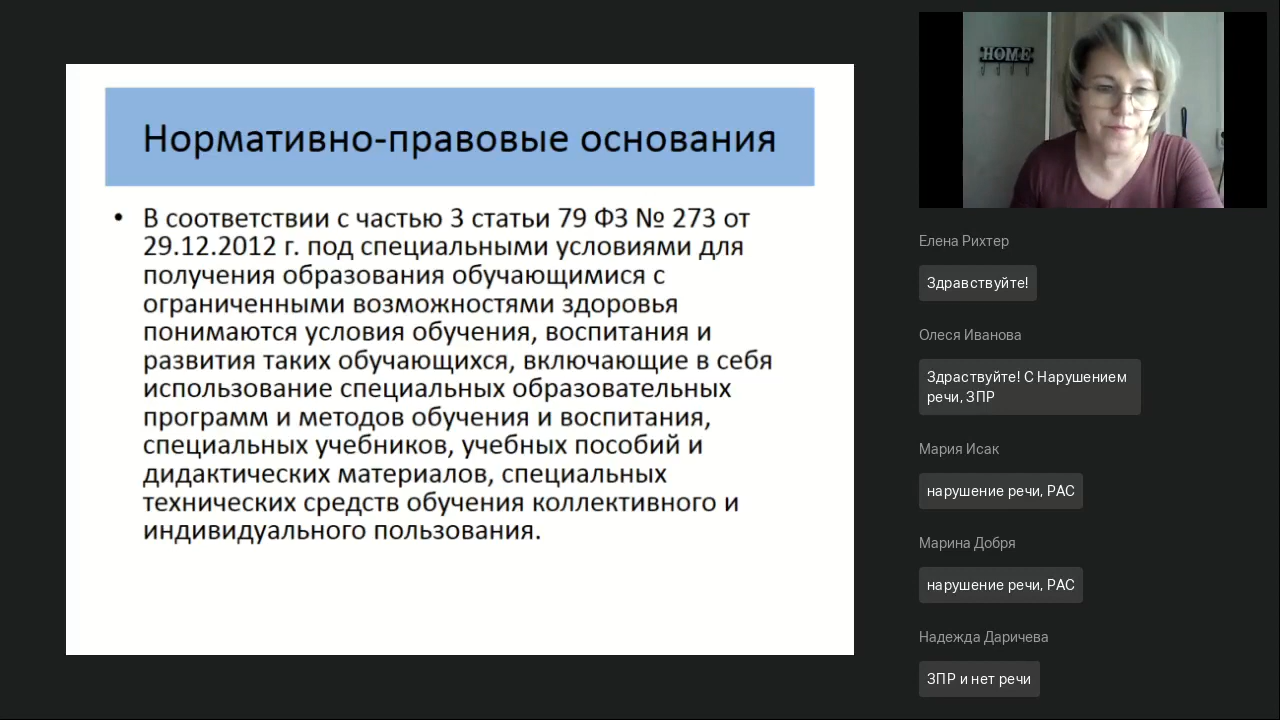 Нормативно-правовые основания
• В соответствии с частью 3 статьи 79 ФЗ № 273 от
29.12.2012 г. под специальными условиями для
получения образования обучающимися с
ограниченными возможностями здоровья
понимаются условия обучения, воспитания и
развития таких обучающихся, включающие в себя
использование специальных образовательных
программ и методов обучения и воспитания,
специальных учебников, учебных пособий и
дидактических материалов, специальных
технических средств обучения коллективного и
индивидуального пользования.
HOME
Елена Рихтер
Здравствуйте!
Олеся Иванова
Здраствуйте! С Нарушением
речи, ЗПР
Мария Исак
нарушение речи, РАС
Марина Добря
нарушение речи, РАС
Надежда Даричева
ЗПР и нет речи